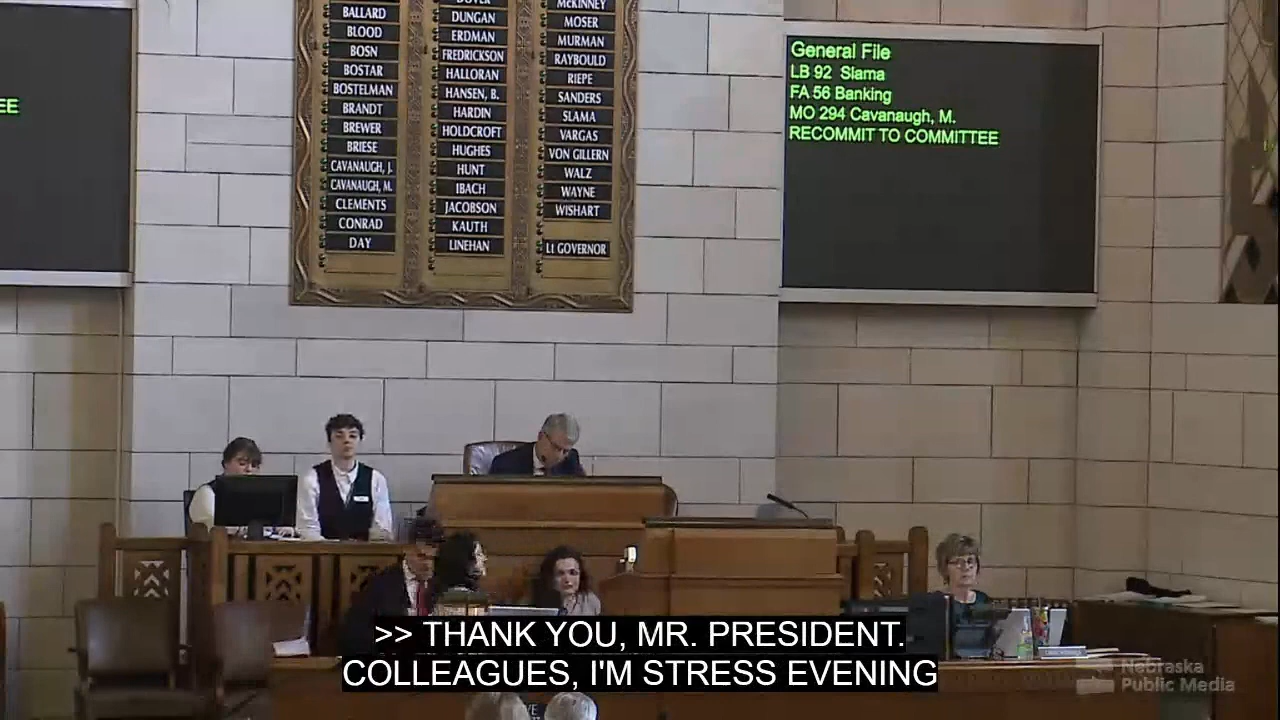 EE
BALLARD
BLOOD
BOSN
BOSTAR
BOSTELMAN
BRANDT
BREWER
BRIESE
CAVANAUGH, J.
CAVANAUGH, M.
CLEMENTS
CONRAD
DAY
DOVER
DUNGAN
ERDMAN
FREDRICKSON
HALLORAN
HANSEN, B.
HARDIN
HOLDCROFT
HUGHES
HUNT
IBACH
JACOBSON
KAUTH
LINEHAN
McKINNEY
MOSER
MURMAN
RAYBOULD
RIEPE
SANDERS
SLAMA
VARGAS
VON GILLERN
WALZ
WAYNE
WISHART
Lt GOVERNOR
General File
LB 92 Slama
FA 56 Banking
MO 294 Cavanaugh, M.
RECOMMIT TO COMMITTEE
>> THANK YOU, MR. PRESIDENT.
COLLEAGUES, I'M STRESS EVENING
Nebraska
Public Media